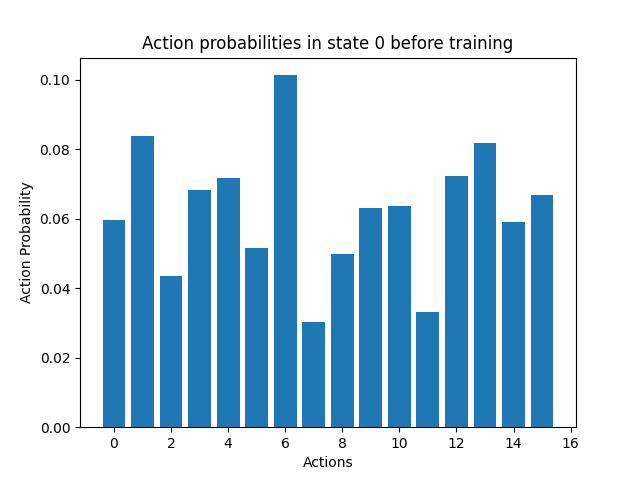 Action probabilities in state 0 before training
0.10
0.08
0.06
0.04
0.02
0.00
Action Probability
0 2 4 6 8 10 12 14 16
Actions